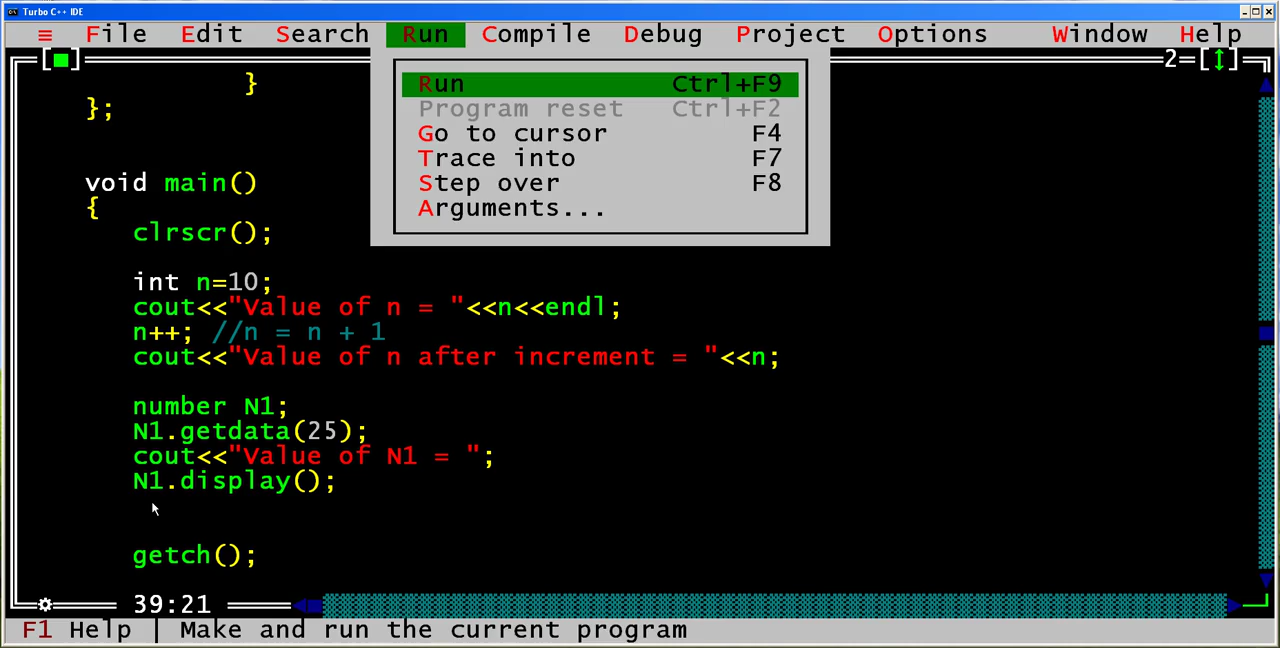 Turbo C++ IDE
≡ File Edit Search Run Compile Debug Project Options Window Help
2=[↕]
Run Ctrl+F9
Program reset Ctrl+F2
Go to cursor F4
Trace into F7
Step over F8
Arguments...
}
};
void main()
{
clrscr();
int n=10;
cout<<"Value of n = "<<n<<endl;
n++; //n = n + 1
cout<<"Value of n after increment = "<<n;
number N1;
N1.getdata(25);
cout<<"Value of N1 = ";
N1.display();
getch();
39:21
F1 Help | Make and run the current program